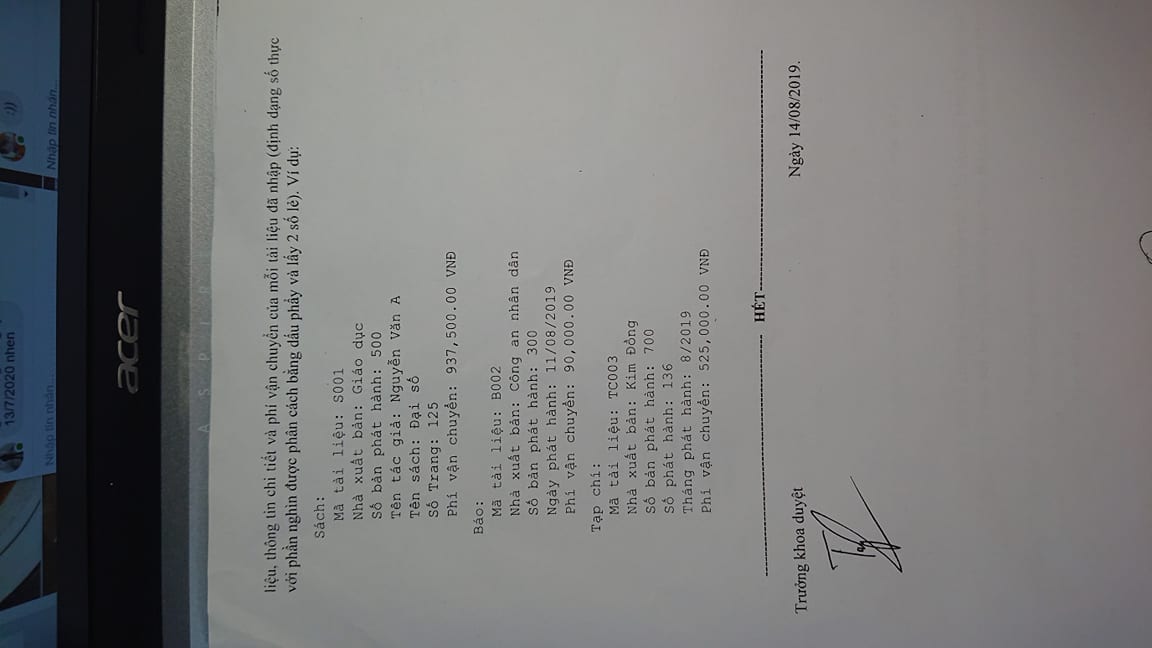 13/7/2020 nhen
:))
Nhập tin nhắn...
Nhập tin nhắn...
acer
A S P I R
liệu, thông tin chi tiết và phí vận chuyển của mỗi tài liệu đã nhập (định dạng số thực
với phần nghìn được phân cách bằng dấu phẩy và lấy 2 số lẻ). Ví dụ:
Sách:
Mã tài liệu: S001
Nhà xuất bản: Giáo dục
Số bản phát hành: 500
Tên tác giả: Nguyễn Văn A
Tên sách: Đại số
Số Trang: 125
Phí vận chuyển: 937,500.00 VNĐ
Báo:
Mã tài liệu: B002
Nhà xuất bản: Công an nhân dân
Số bản phát hành: 300
Ngày phát hành: 11/08/2019
Phí vận chuyển: 90,000.00 VNĐ
Tạp chí:
Mã tài liệu: TC003
Nhà xuất bản: Kim Đồng
Số bản phát hành: 700
Số phát hành: 136
Tháng phát hành: 8/2019
Phí vận chuyển: 525,000.00 VNĐ
HẾT
Trưởng khoa duyệt
Ngày 14/08/2019.